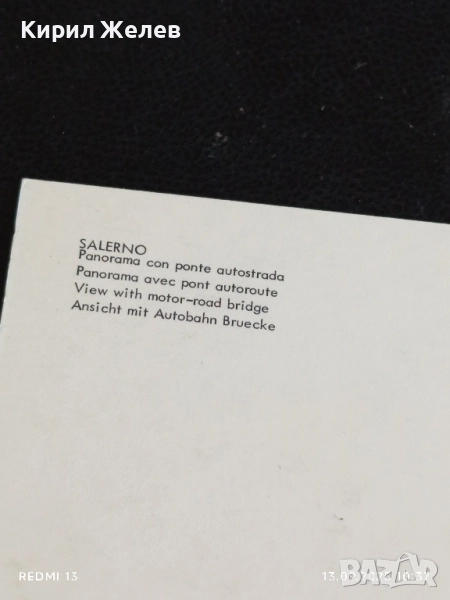 Кирил Желев
SALERNO
Panorama con ponte autostrada
Panorama avec pont autoroute
View with motor-road bridge
Ansicht mit Autobahn Bruecke
REDMI 13
BAZAR